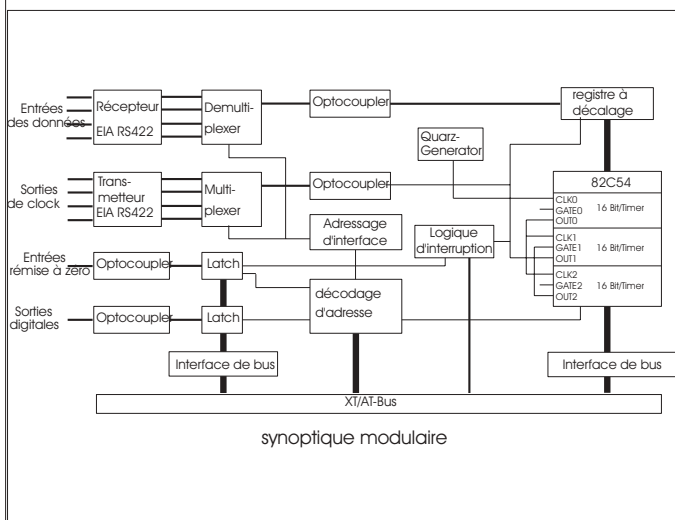 Entrées
des données
Récepteur
EIA RS422
Demulti-
plexer
Optocoupler
registre à
décalage
Quarz-
Generator
Sorties
de clock
Trans-
metteur
EIA RS422
Multi-
plexer
Optocoupler
82C54
CLK0
GATE0
OUT0
16 Bit/Timer
CLK1
GATE1
OUT1
16 Bit/Timer
CLK2
GATE2
OUT2
16 Bit/Timer
Adressage
d'interface
Logique
d'interruption
Entrées
rémise à zéro
Optocoupler
Latch
décodage
d'adresse
Sorties
digitales
Optocoupler
Latch
Interface de bus
Interface de bus
XT/AT-Bus
synoptique modulaire